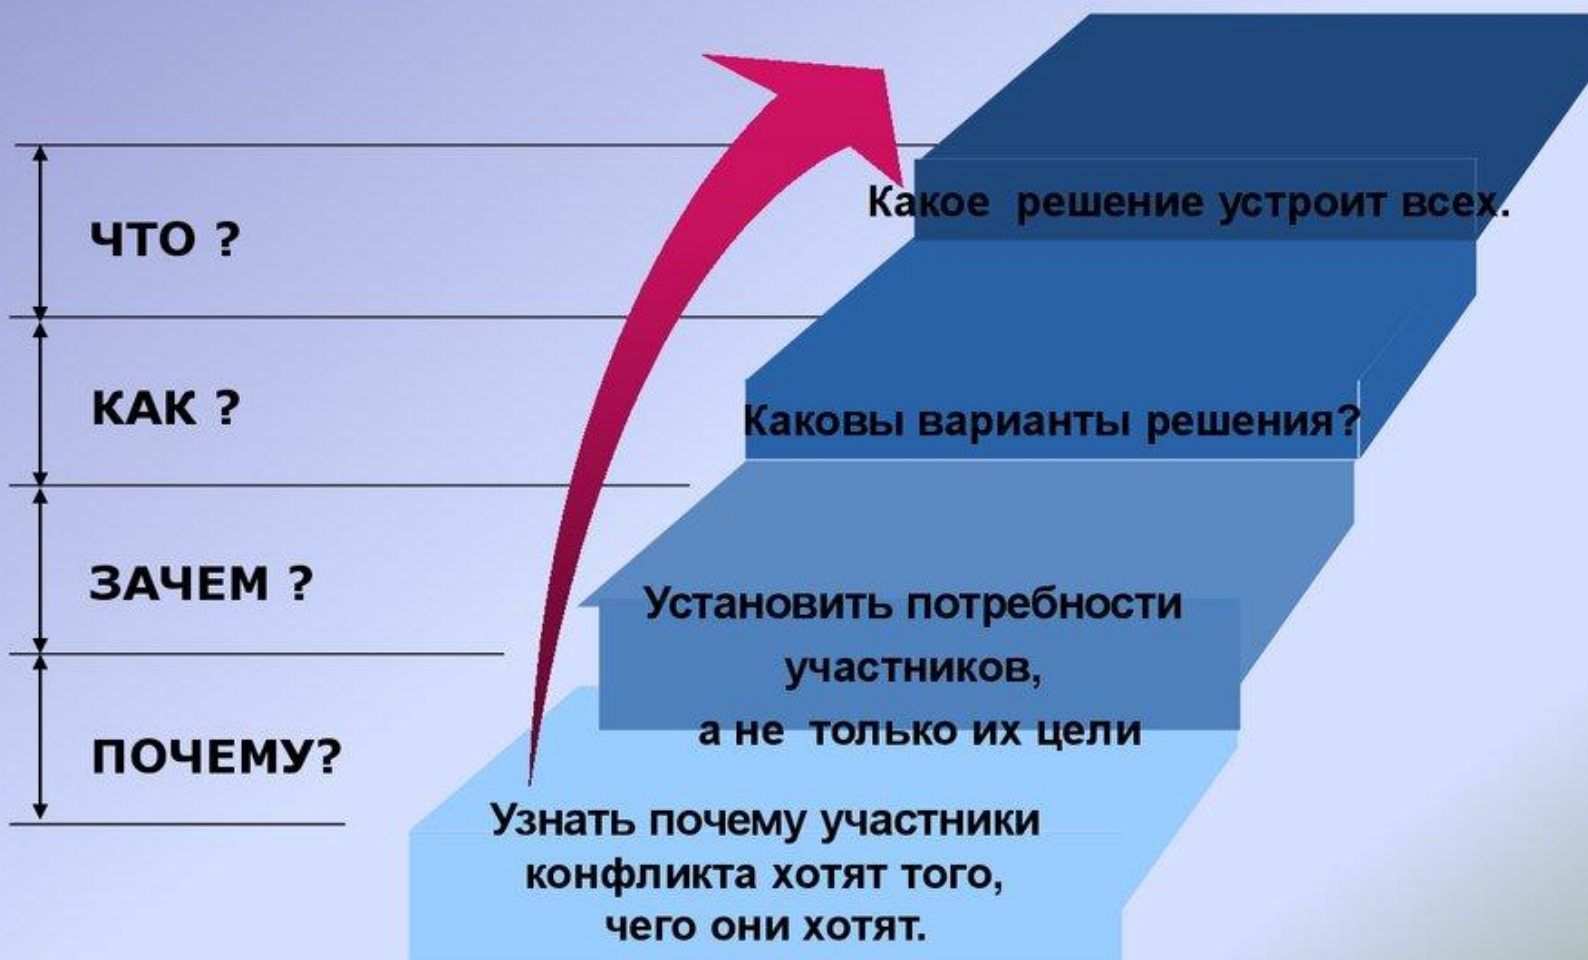 Какое решение устроит всех.
ЧТО ?
КАК ?
Каковы варианты решения?
ЗАЧЕМ ?
Установить потребности
участников,
а не только их цели
ПОЧЕМУ?
Узнать почему участники
конфликта хотят того,
чего они хотят.